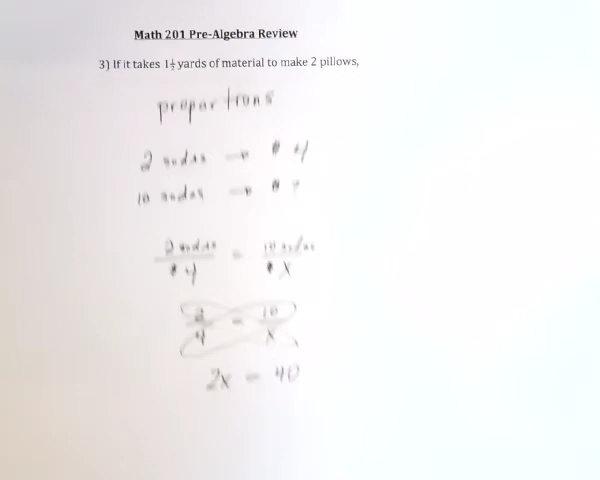 Math 201 Pre-Algebra Review
3) If it takes 1½ yards of material to make 2 pillows,
proportions
2 sodas → $ 4
10 sodas → $ ?
2 sodas = 10 sodas
$ 4 $ X
2 = 10
4 X
2x = 40